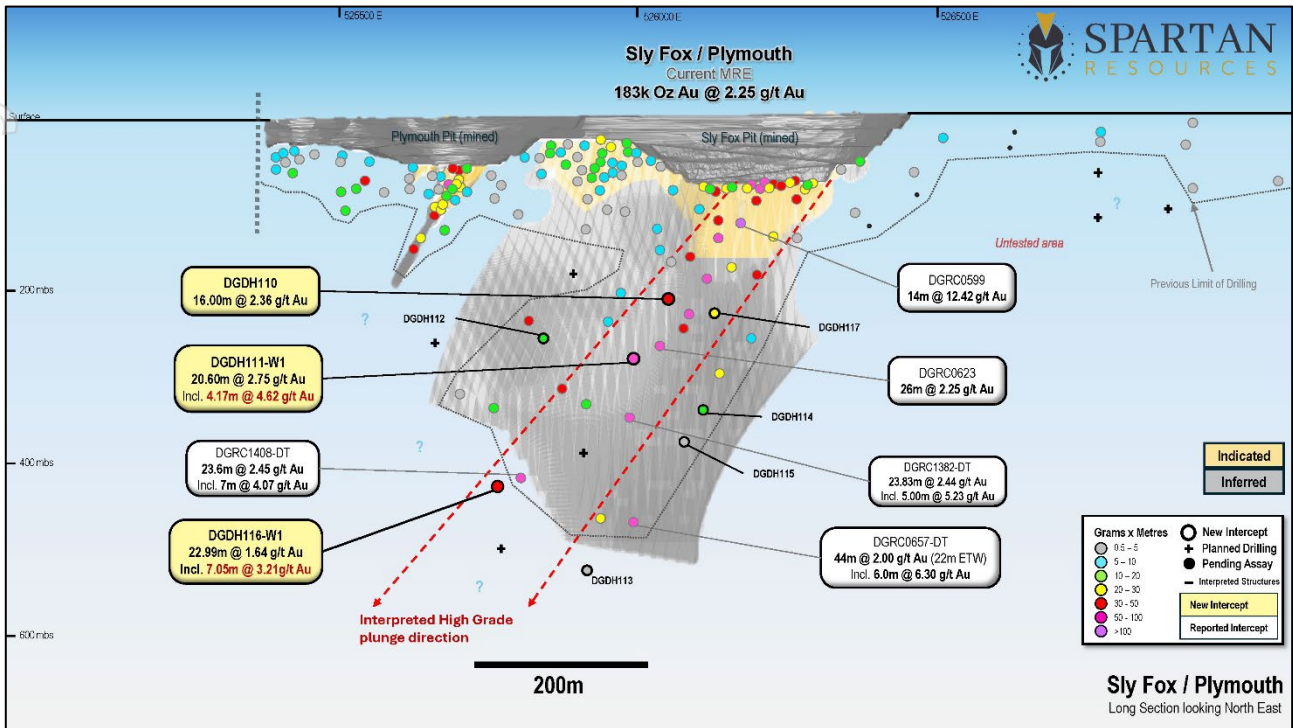 525500 E
526000 E
526500 E
Sly Fox / Plymouth
Current MRE
183k Oz Au @ 2.25 g/t Au
SPARTAN
RESOURCES
Surface
Plymouth Pit (mined)
Sly Fox Pit (mined)
?
Untested area
Previous Limit of Drilling
200 mbs
400 mbs
600 mbs
DGDH110
16.00m @ 2.36 g/t Au
DGDH112
?
DGDH111-W1
20.60m @ 2.75 g/t Au
Incl. 4.17m @ 4.62 g/t Au
?
DGRC1408-DT
23.6m @ 2.45 g/t Au
Incl. 7m @ 4.07 g/t Au
DGDH116-W1
22.99m @ 1.64 g/t Au
Incl. 7.05m @ 3.21g/t Au
?
DGRC0599
14m @ 12.42 g/t Au
DGDH117
DGRC0623
26m @ 2.25 g/t Au
DGDH114
DGDH115
DGRC1382-DT
23.83m @ 2.44 g/t Au
Incl. 5.00m @ 5.23 g/t Au
DGRC0657-DT
44m @ 2.00 g/t Au (22m ETW)
Incl. 6.0m @ 6.30 g/t Au
DGDH113
Interpreted High Grade
plunge direction
200m
Indicated
Inferred
Grams x Metres
0.5 – 5
5 – 10
10 – 20
20 – 30
30 – 50
50 – 100
>100
New Intercept
Planned Drilling
Pending Assay
Interpreted Structures
New Intercept
Reported Intercept
Sly Fox / Plymouth
Long Section looking North East